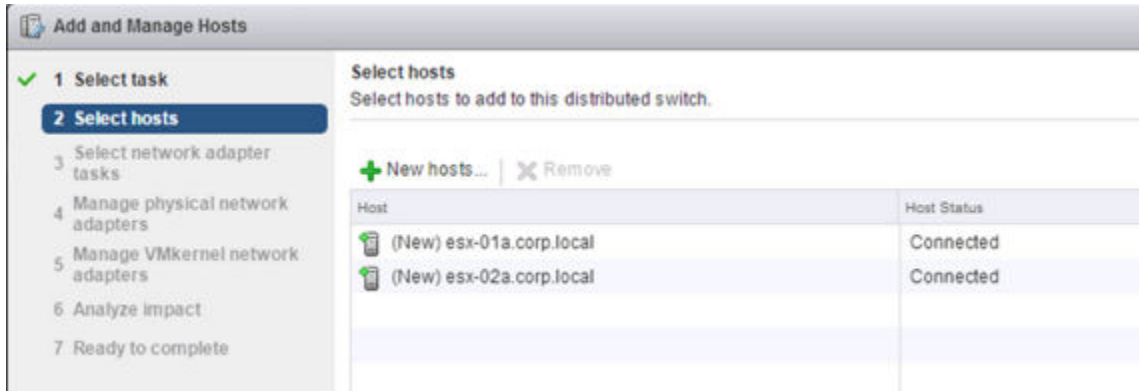 Add and Manage Hosts
1 Select task
2 Select hosts
3 Select network adapter
tasks
4 Manage physical network
adapters
5 Manage VMkernel network
adapters
6 Analyze impact
7 Ready to complete
Select hosts
Select hosts to add to this distributed switch.
New hosts... Remove
Host Host Status
(New) esx-01a.corp.local Connected
(New) esx-02a.corp.local Connected